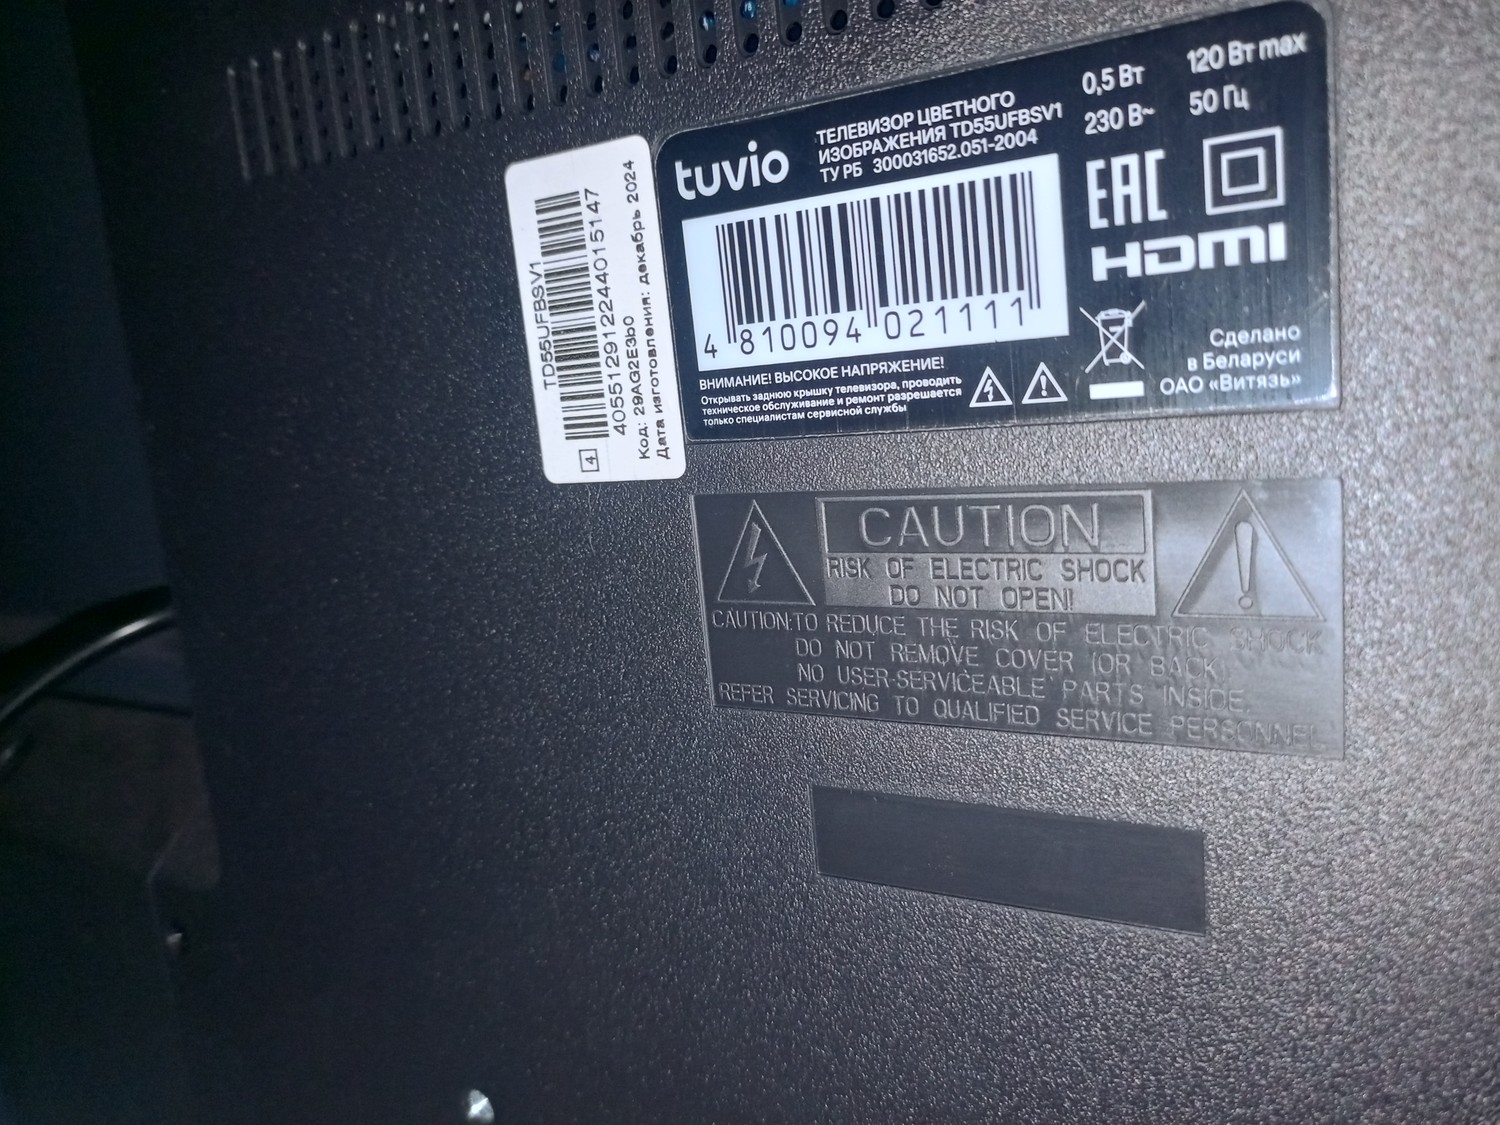 TD55UFBSV1
4055129122440151​47
Код: 29AG2E3b0
Дата изготовления: декабрь 2024
4
tuvio
ТЕЛЕВИЗОР ЦВЕТНОГО
ИЗОБРАЖЕНИЯ TD55UFBSV1
ТУ РБ 300031652.051-2004
0,5 Вт 120 Вт max
230 В~ 50 Гц
EAC
HDMI
4 810094 021111
ВНИМАНИЕ! ВЫСОКОЕ НАПРЯЖЕНИЕ!
Открывать заднюю крышку телевизора, проводить
техническое обслуживание и ремонт разрешается
только специалистам сервисной службы
Сделано
в Беларуси
ОАО «Витязь»
CAUTION
RISK OF ELECTRIC SHOCK
DO NOT OPEN!
CAUTION:TO REDUCE THE RISK OF ELECTRIC SHOCK
DO NOT REMOVE COVER (OR BACK)
NO USER-SERVICEABLE PARTS INSIDE.
REFER SERVICING TO QUALIFIED SERVICE PERSONNEL